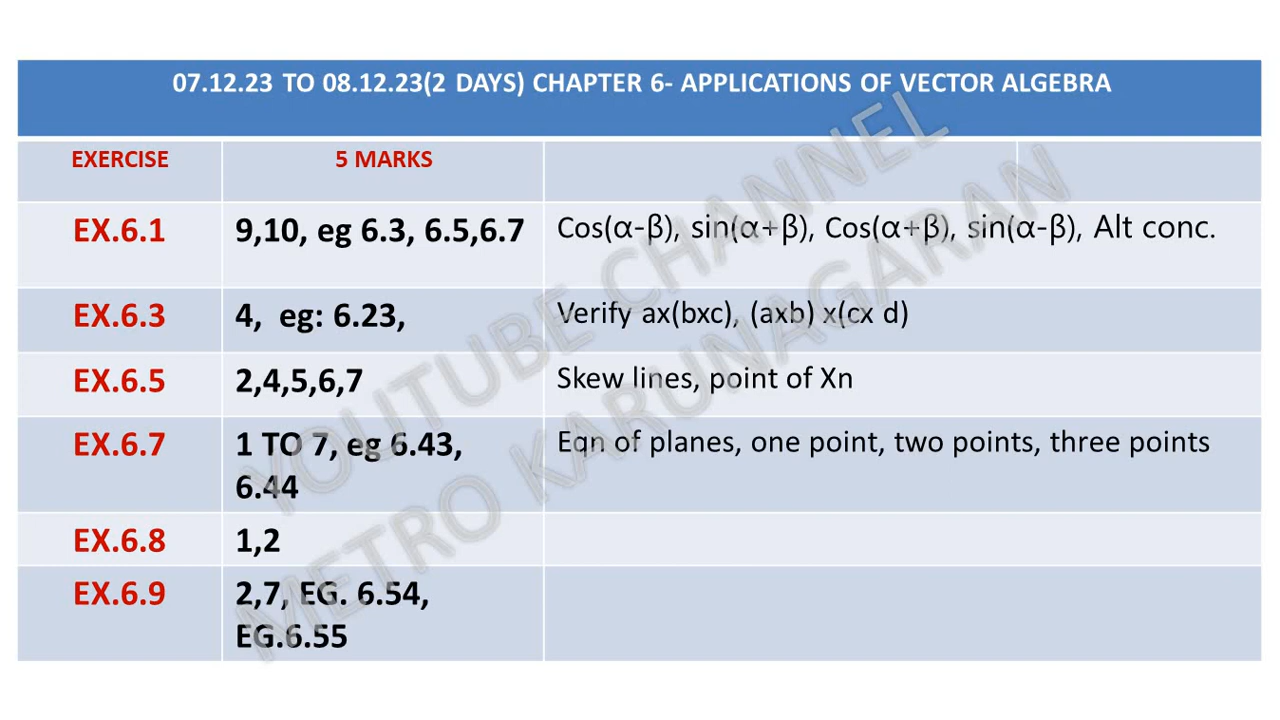 07.12.23 TO 08.12.23(2 DAYS) CHAPTER 6- APPLICATIONS OF VECTOR ALGEBRA
EXERCISE 5 MARKS
EX.6.1 9,10, eg 6.3, 6.5,6.7 Cos(α-β), sin(α+β), Cos(α+β), sin(α-β), Alt conc.
EX.6.3 4, eg: 6.23, Verify ax(bxc), (axb) x(cx d)
EX.6.5 2,4,5,6,7 Skew lines, point of Xn
EX.6.7 1 TO 7, eg 6.43, Eqn of planes, one point, two points, three points
6.44
EX.6.8 1,2
EX.6.9 2,7, EG. 6.54,
EG.6.55
YOUTUBE CHANNEL
METRO KARUNAGARAN